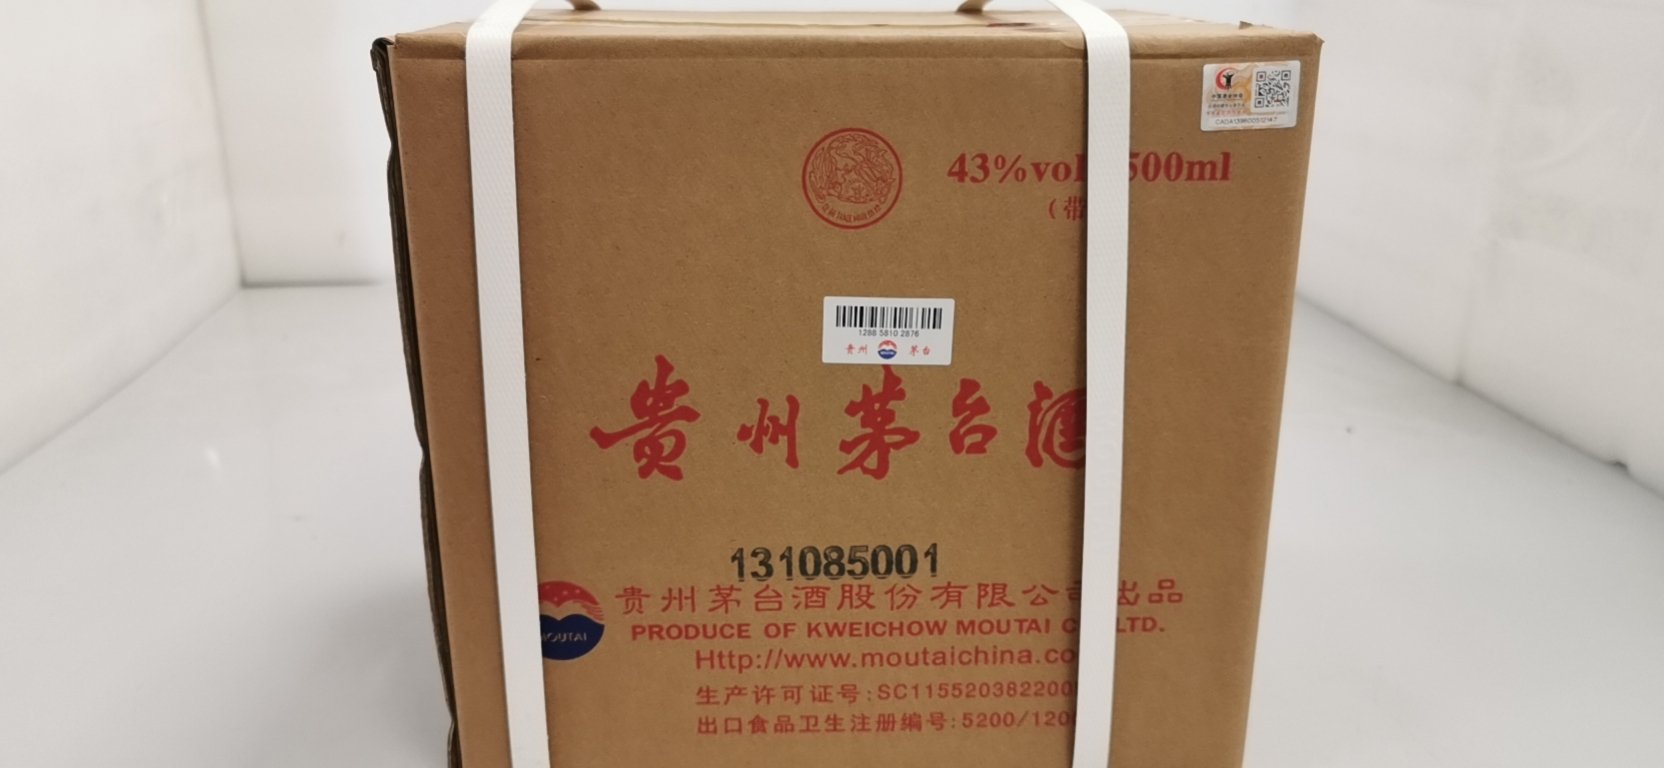 43%vol 500ml
(带
1288 5810 2876
贵州 MOUTAI 茅台
贵州茅台酒
131085001
贵州茅台酒股份有限公司出品
MOUTAI
PRODUCE OF KWEICHOW MOUTAI C LTD.
Http://www.moutaichina.co
生产许可证号:SC11552038220
出口食品卫生注册编号:5200/120